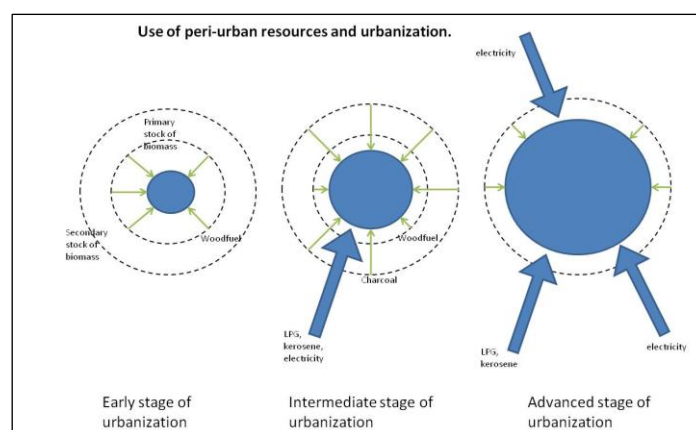 Use of peri-urban resources and urbanization.
Primary
stock of
biomass
Secondary
stock of
biomass
Woodfuel
Early stage of
urbanization
Woodfuel
Charcoal
LPG,
kerosene,
electricity
Intermediate stage of
urbanization
electricity
LPG,
kerosene
electricity
Advanced stage of
urbanization